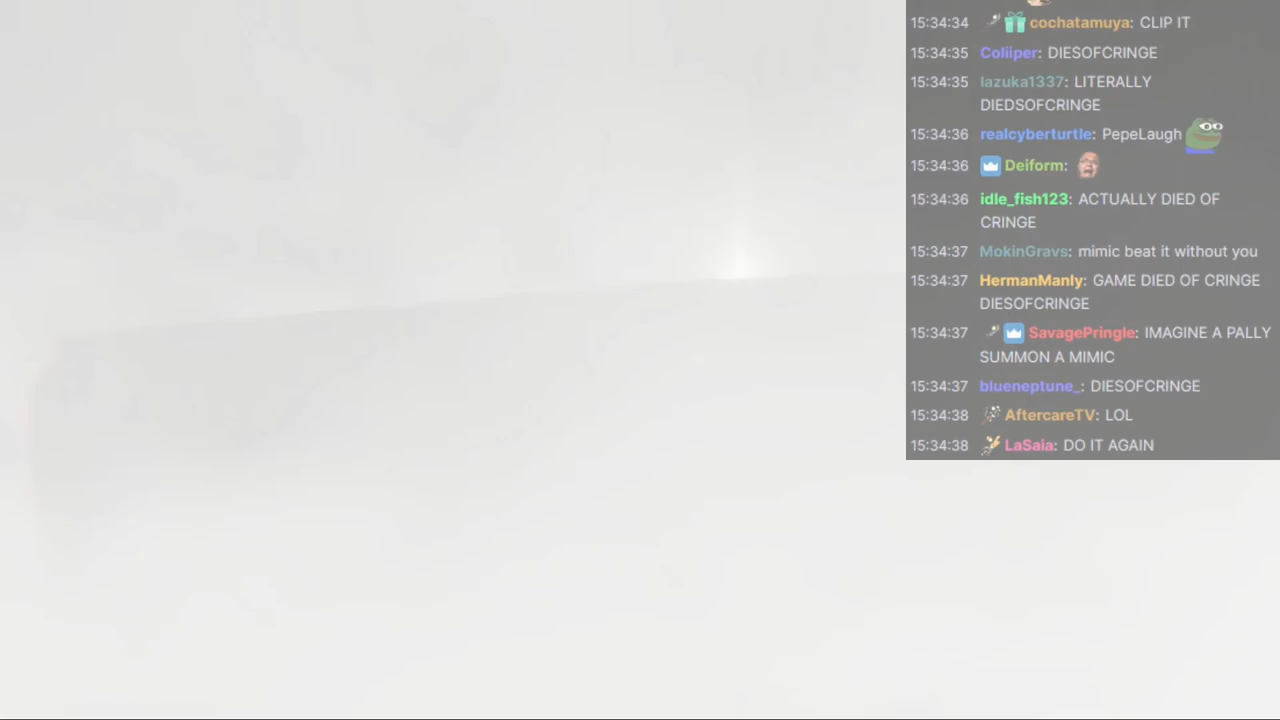 15:34:34 cochatamuya: CLIP IT
15:34:35 Coliiper: DIESOFCRINGE
15:34:35 lazuka1337: LITERALLY
DIEDSOFCRINGE
15:34:36 realcyberturtle: PepeLaugh
15:34:36 Deiform:
15:34:36 idle_fish123: ACTUALLY DIED OF
CRINGE
15:34:37 MokinGravs: mimic beat it without you
15:34:37 HermanManly: GAME DIED OF CRINGE
DIESOFCRINGE
15:34:37 SavagePringle: IMAGINE A PALLY
SUMMON A MIMIC
15:34:37 blueneptune_: DIESOFCRINGE
15:34:38 AftercareTV: LOL
15:34:38 LaSaia: DO IT AGAIN